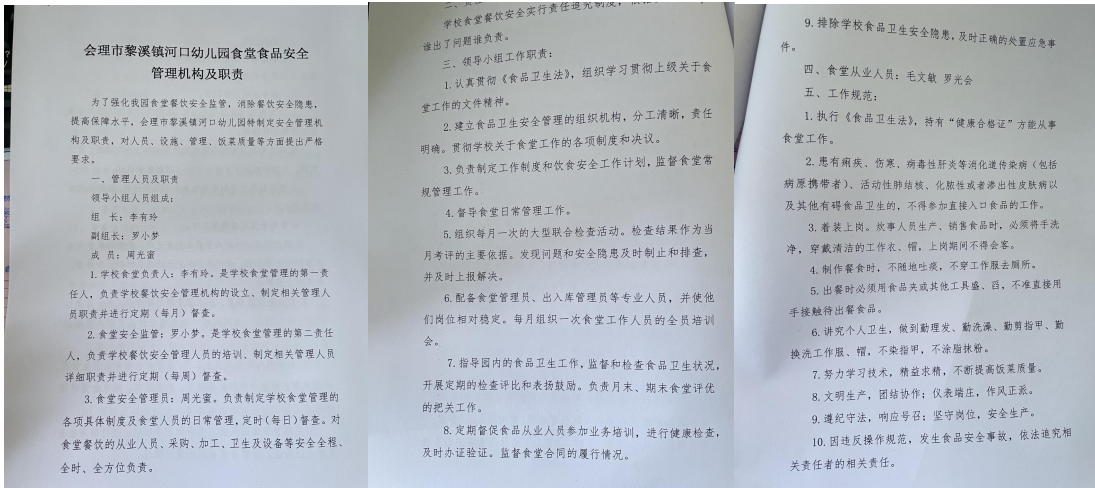 会理市黎溪镇河口幼儿园食堂食品安全
管理机构及职责
为了强化我园食堂餐饮安全监管，消除餐饮安全隐患，
提高保障水平，会理市黎溪镇河口幼儿园特制定安全管理机
构及职责，对人员、设施、管理、饭菜质量等方面提出严格
要求。
一、管理人员及职责
领导小组人员组成：
组 长：李有玲
副组长：罗小梦
成 员：周光蜜
1.学校食堂负责人：李有玲。是学校食堂管理的第一责
任人，负责学校餐饮安全管理机构的设立、制定相关管理人
员职责并进行定期（每月）督查。
2.食堂安全监管：罗小梦。是学校食堂管理的第二责任
人，负责学校餐饮安全管理人员的培训、制定相关管理人员
详细职责并进行定期（每周）督查。
3.食堂安全管理员：周光蜜。负责制定学校食堂管理的
各项具体制度及食堂人员的日常管理，定时（每日）督查。对
食堂餐饮的从业人员、采购、加工、卫生及设备等安全全程、
全时、全方位负责。
学校食堂餐饮安全实行责任追究制度，
谁出了问题谁负责。
三、领导小组工作职责：
1.认真贯彻《食品卫生法》，组织学习贯彻上级关于食
堂工作的文件精神。
2.建立食品卫生安全管理的组织机构，分工清晰，责任
明确。贯彻学校关于食堂工作的各项制度和决议。
3.负责制定工作制度和饮食安全工作计划，监督食堂常
规管理工作。
4.督导食堂日常管理工作。
5.组织每月一次的大型联合检查活动。检查结果作为当
月考评的主要依据。发现问题和安全隐患及时制止和排查，
并及时上报解决。
6.配备食堂管理员、出入库管理员等专业人员，并使他
们岗位相对稳定。每月组织一次食堂工作人员的全员培训
会。
7.指导园内的食品卫生工作，监督和检查食品卫生状况，
开展定期的检查评比和表扬鼓励。负责月末、期末食堂评优
的把关工作。
8.定期督促食品从业人员参加业务培训，进行健康检查，
及时办证验证。监督食堂合同的履行情况。
9.排除学校食品卫生安全隐患，及时正确的处置应急事
件。
四、食堂从业人员：毛文敏 罗光会
五、工作规范：
1.执行《食品卫生法》，持有“健康合格证”方能从事
食堂工作。
2.患有痢疾、伤寒、病毒性肝炎等消化道传染病（包括
病原携带者）、活动性肺结核、化脓性或者渗出性皮肤病以
及其他有碍食品卫生的，不得参加直接入口食品的工作。
3.着装上岗。炊事人员生产、销售食品时，必须将手洗
净，穿戴清洁的工作衣、帽，上岗期间不得会客。
4.制作餐食时，不随地吐痰，不穿工作服去厕所。
5.出餐时必须用食品夹或其他工具盛、舀，不准直接用
手接触待出餐食品。
6.讲究个人卫生，做到勤理发、勤洗澡、勤剪指甲、勤
换洗工作服、帽，不染指甲，不涂脂抹粉。
7.努力学习技术，精益求精，不断提高饭菜质量。
8.文明生产，团结协作；仪表端庄，作风正派。
9.遵纪守法，响应号召；坚守岗位，安全生产。
10.因违反操作规范，发生食品安全事故，依法追究相
关责任者的相关责任。